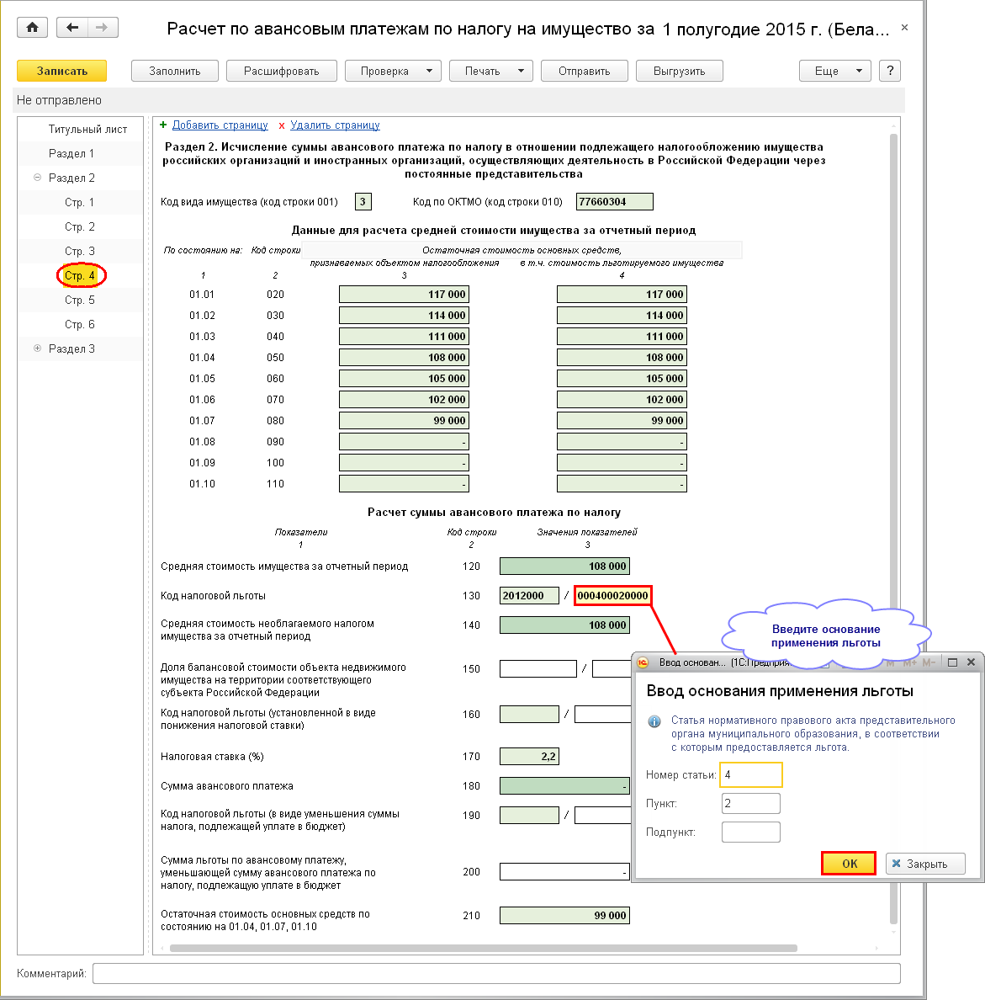 Расчет по авансовым платежам по налогу на имущество за 1 полугодие 2015 г. (Бела... ×
Записать Заполнить Расшифровать Проверка Печать Отправить Выгрузить Еще ?
Не отправлено
Титульный лист
Раздел 1
Раздел 2
Стр. 1
Стр. 2
Стр. 3
Стр. 4
Стр. 5
Стр. 6
Раздел 3
+ Добавить страницу x Удалить страницу
Раздел 2. Исчисление суммы авансового платежа по налогу в отношении подлежащего налогообложению имущества
российских организаций и иностранных организаций, осуществляющих деятельность в Российской Федерации через
постоянные представительства
Код вида имущества (код строки 001) 3 Код по ОКТМО (код строки 010) 77660304
Данные для расчета средней стоимости имущества за отчетный период
По состоянию на: Код строки Остаточная стоимость основных средств,
признаваемых объектом налогообложения в т.ч. стоимость льготируемого имущества
1 2 3 4
01.01 020 117 000 117 000
01.02 030 114 000 114 000
01.03 040 111 000 111 000
01.04 050 108 000 108 000
01.05 060 105 000 105 000
01.06 070 102 000 102 000
01.07 080 99 000 99 000
01.08 090 - -
01.09 100 - -
01.10 110 - -
Расчет суммы авансового платежа по налогу
Показатели Код строки Значения показателей
1 2 3
Средняя стоимость имущества за отчетный период 120 108 000
Код налоговой льготы 130 2012000 / 000400020000
Средняя стоимость необлагаемого налогом
имущества за отчетный период 140 108 000
Доля балансовой стоимости объекта недвижимого
имущества на территории соответствующего
субъекта Российской Федерации 150 /
Код налоговой льготы (установленной в виде
понижения налоговой ставки) 160 /
Налоговая ставка (%) 170 2,2
Сумма авансового платежа 180 -
Код налоговой льготы (в виде уменьшения суммы
налога, подлежащей уплате в бюджет) 190 /
Сумма льготы по авансовому платежу,
уменьшающей сумму авансового платежа по
налогу, подлежащую уплате в бюджет 200 -
Остаточная стоимость основных средств по
состоянию на 01.04, 01.07, 01.10 210 99 000
Введите основание
применения льготы
Ввод основан... (1С:Предприя M M+ M-
Ввод основания применения льготы
Статья нормативного правового акта представительного
органа муниципального образования, в соответствии
с которым предоставляется льгота.
Номер статьи: 4
Пункт: 2
Подпункт:
ОК Закрыть
Комментарий: